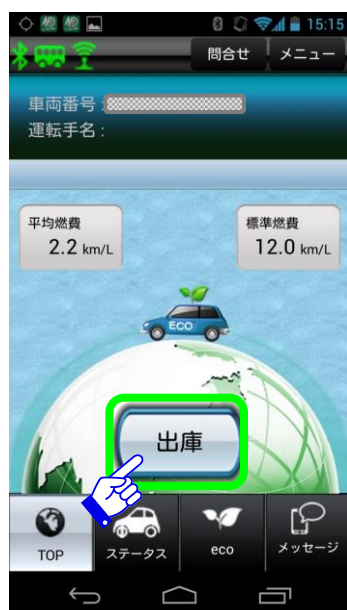 15:15
問合せ
メニュー
車両番号 :
運転手名 :
平均燃費
2.2 km/L
標準燃費
12.0 km/L
ECO
出庫
TOP
ステータス
eco
メッセージ